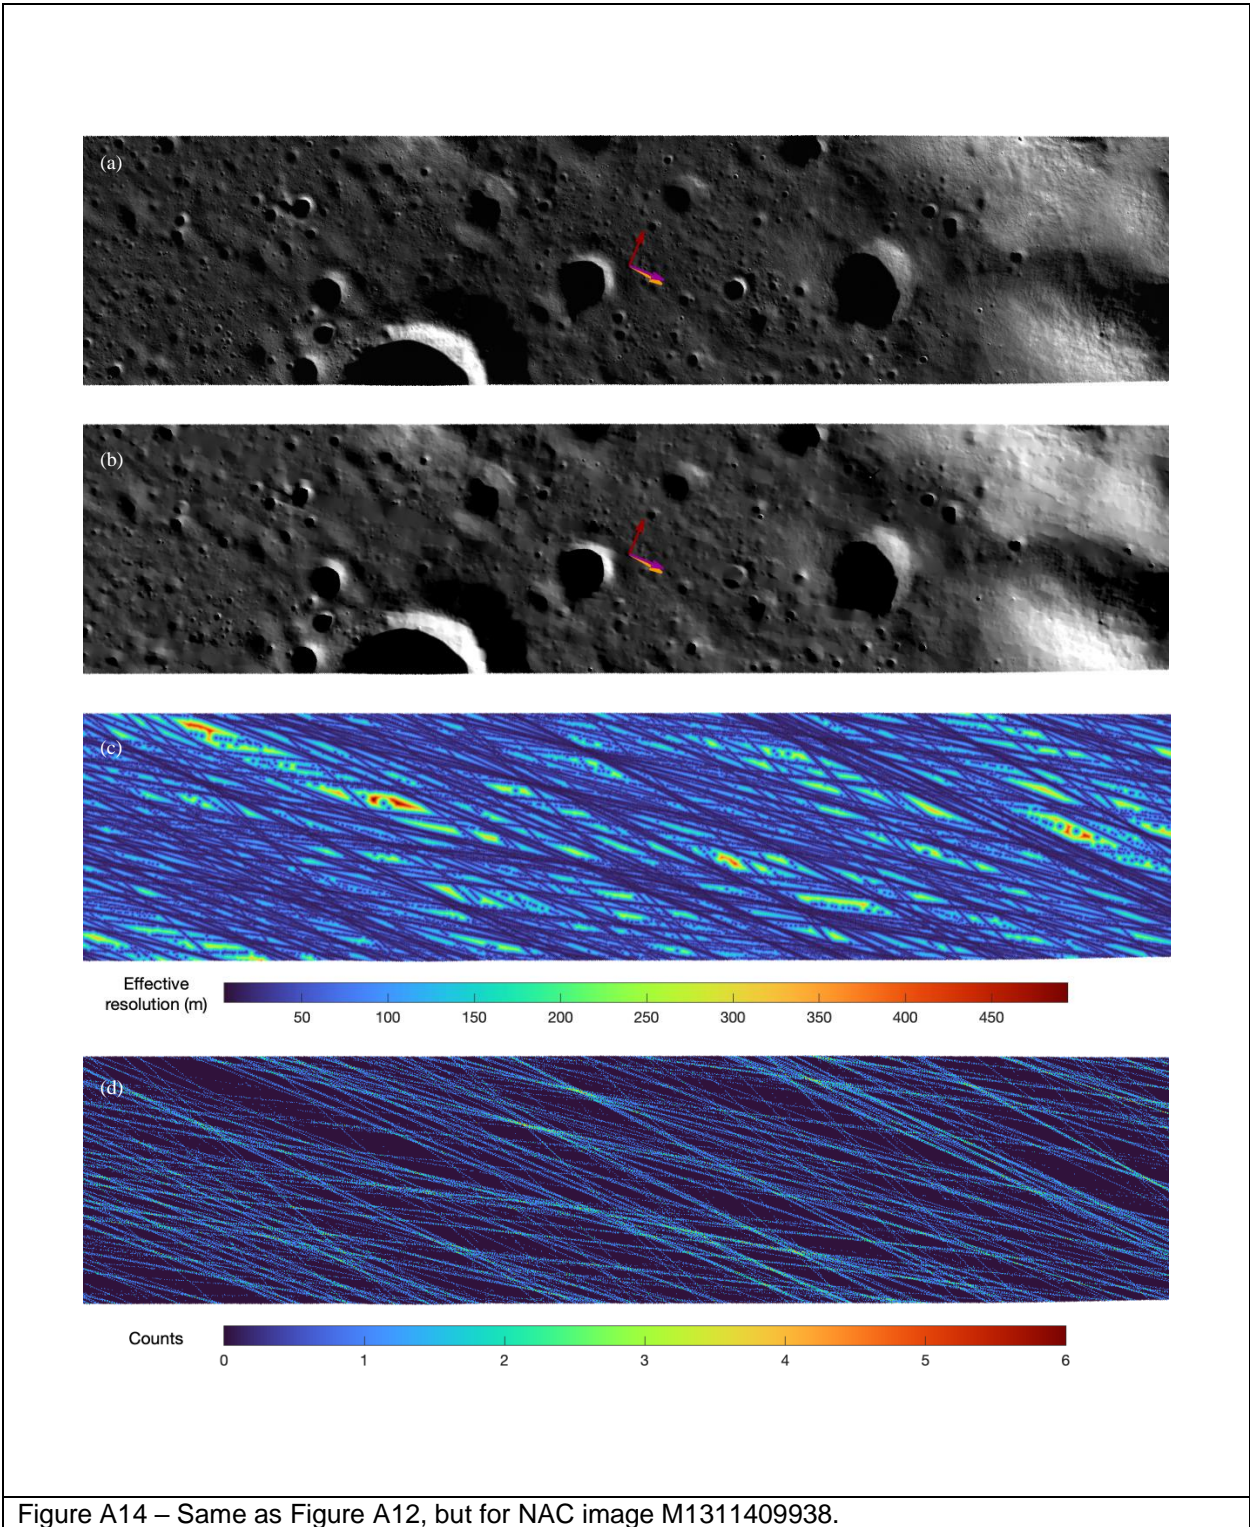 (a)
(b)
(c)
Effective
resolution (m)
50 100 150 200 250 300 350 400 450
(d)
Counts
0 1 2 3 4 5 6
Figure A14 – Same as Figure A12, but for NAC image M1311409938.